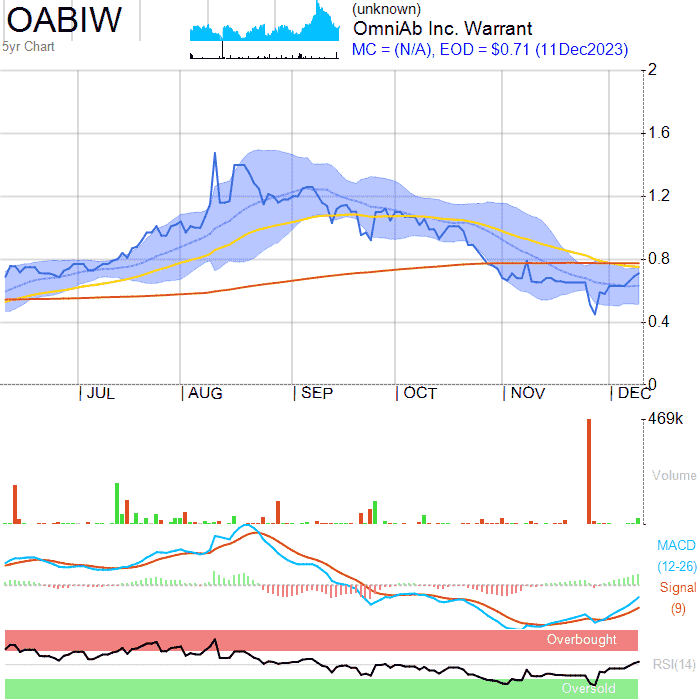 OABIW
5yr Chart
(unknown)
OmniAb Inc. Warrant
MC = (N/A), EOD = $0.71 (11Dec2023)
2
1.6
1.2
0.8
0.4
0
JUL AUG SEP OCT NOV DEC
469k
Volume
MACD
(12-26)
Signal
(9)
Overbought
RSI(14)
Oversold